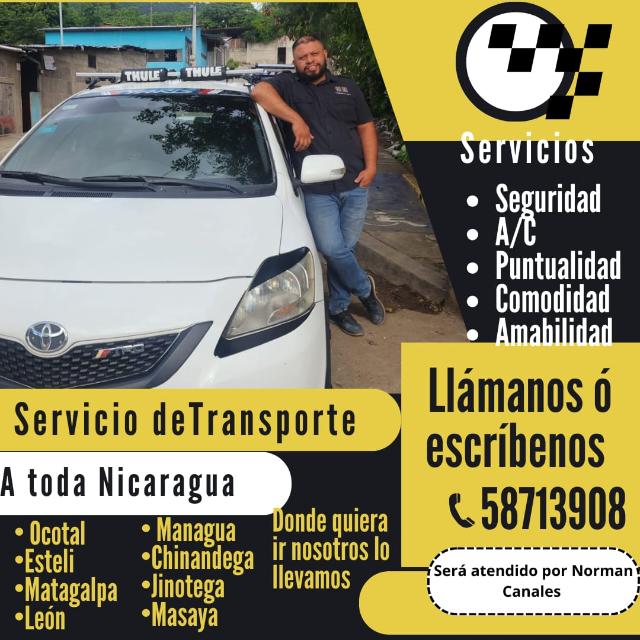 THULE THULE
Servicios
• Seguridad
• A/C
• Puntualidad
• Comodidad
• Amabilidad
Llámanos ó
escríbenos
58713908
Servicio deTransporte
A toda Nicaragua
• Ocotal
•Esteli
•Matagalpa
•León
• Managua
•Chinandega
•Jinotega
•Masaya
Donde quiera
ir nosotros lo
llevamos
Será atendido por Norman
Canales